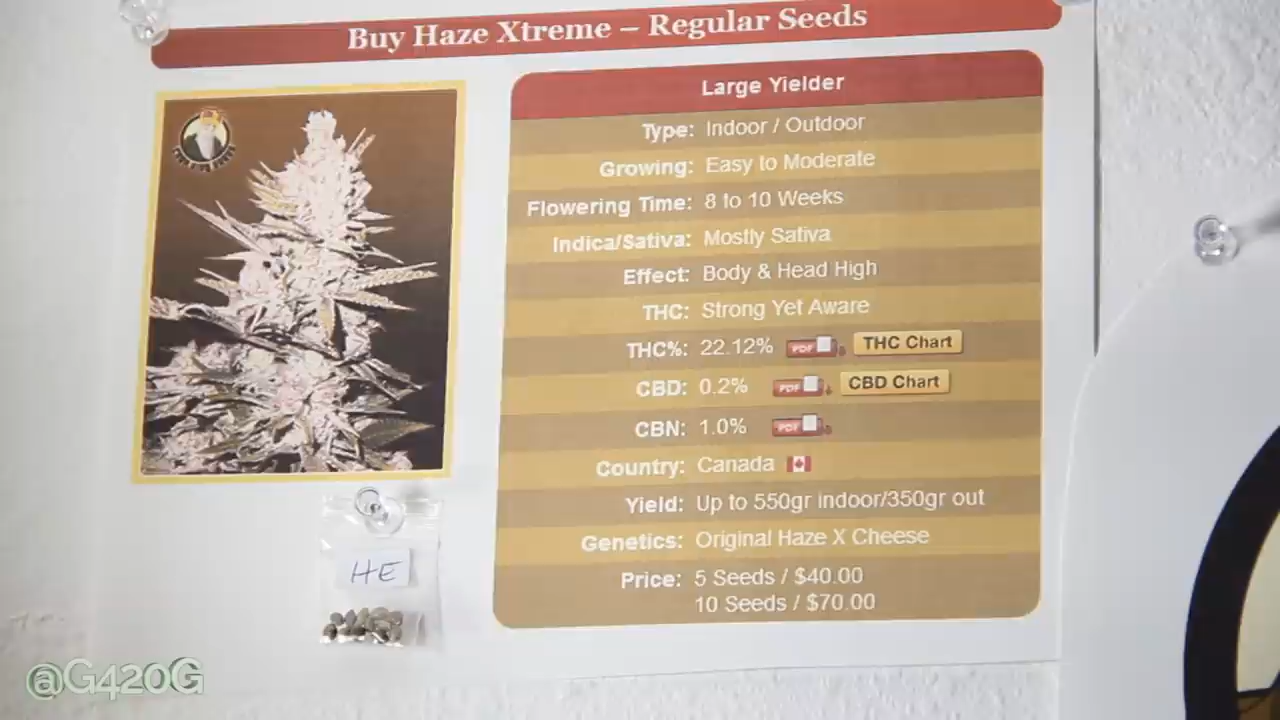 Buy Haze Xtreme – Regular Seeds
Large Yielder
Type: Indoor / Outdoor
Growing: Easy to Moderate
Flowering Time: 8 to 10 Weeks
Indica/Sativa: Mostly Sativa
Effect: Body & Head High
THC: Strong Yet Aware
THC%: 22.12% PDF THC Chart
CBD: 0.2% PDF CBD Chart
CBN: 1.0% PDF
Country: Canada
Yield: Up to 550gr indoor/350gr out
Genetics: Original Haze X Cheese
Price: 5 Seeds / $40.00
10 Seeds / $70.00
HE
@G420G